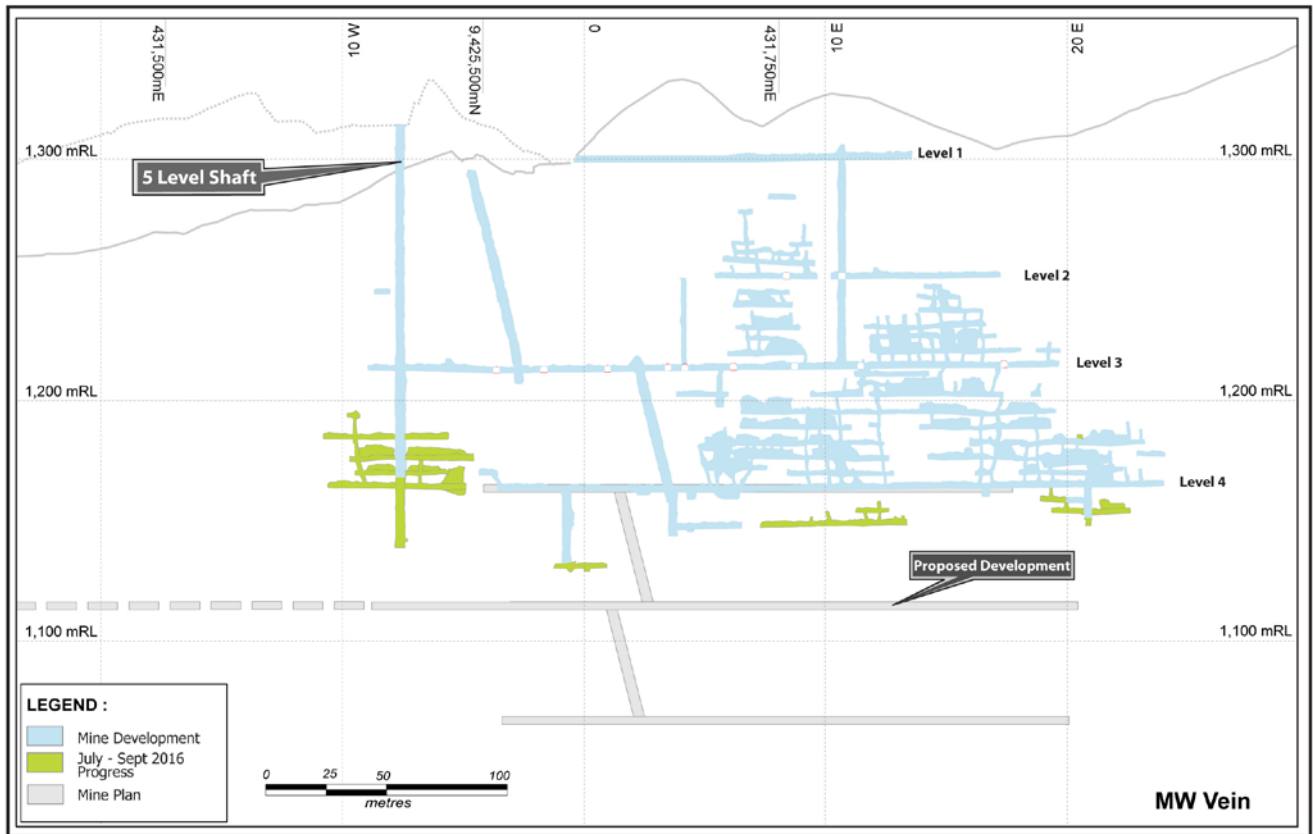 431,500mE
10 W
9,425,500mN
0
431,750mE
10 E
20 E
1,300 mRL
1,300 mRL
Level 1
5 Level Shaft
Level 2
Level 3
1,200 mRL
1,200 mRL
Level 4
Proposed Development
1,100 mRL
1,100 mRL
LEGEND :
Mine Development
July - Sept 2016
Progress
Mine Plan
0 25 50 100
metres
MW Vein